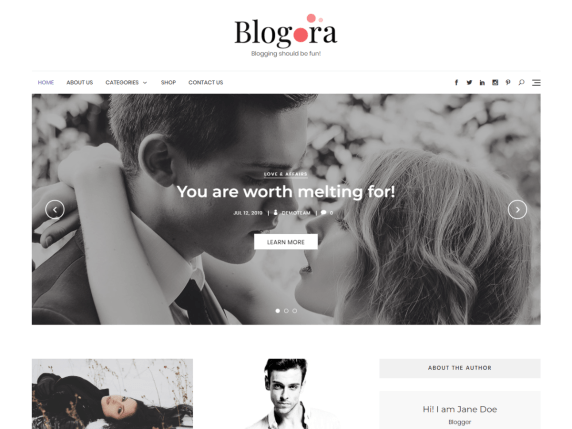 Blogora
Blogging should be fun!
HOME ABOUT US CATEGORIES SHOP CONTACT US
LOVE & AFFAIRS
You are worth melting for!
JUL 12, 2019 | DEMOTEAM | 0
LEARN MORE
ABOUT THE AUTHOR
Hi! I am Jane Doe
Blogger